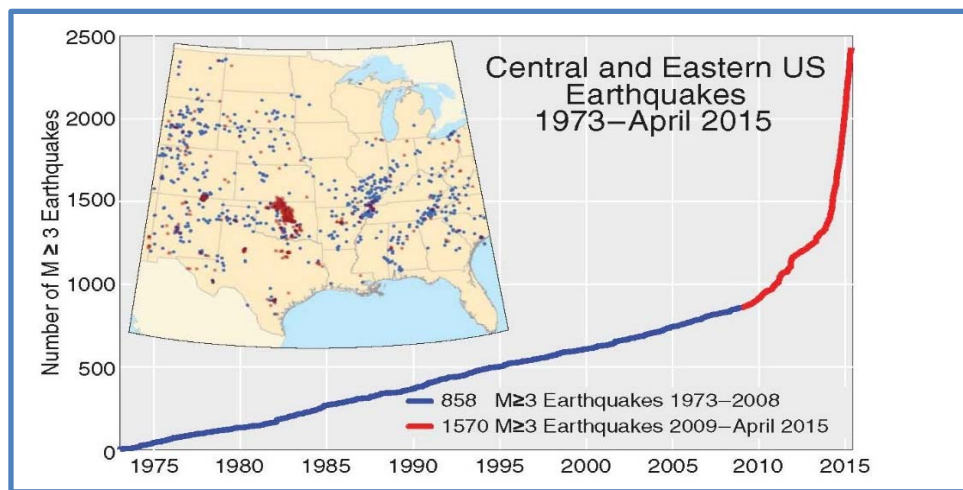 Central and Eastern US
Earthquakes
1973–April 2015
Number of M ≥ 3 Earthquakes
2500
2000
1500
1000
500
0
858 M≥3 Earthquakes 1973–2008
1570 M≥3 Earthquakes 2009–April 2015
1975 1980 1985 1990 1995 2000 2005 2010 2015